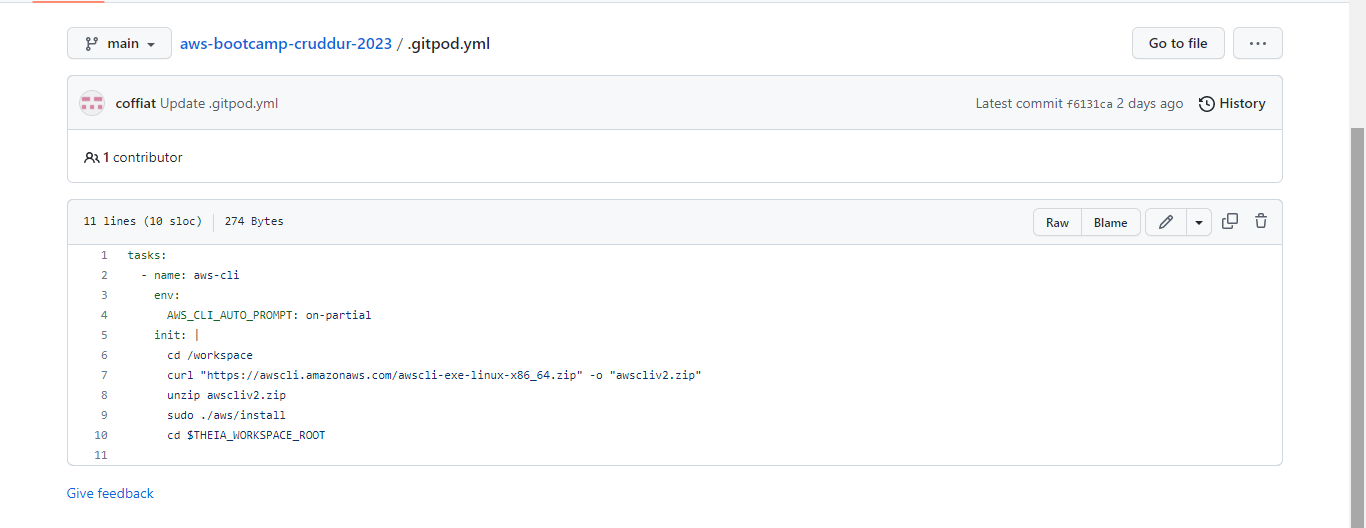 main aws-bootcamp-cruddur-2023 / .gitpod.yml Go to file ...
coffiat Update .gitpod.yml Latest commit f6131ca 2 days ago History
1 contributor
11 lines (10 sloc) 274 Bytes Raw Blame
1 tasks:
2   - name: aws-cli
3     env:
4       AWS_CLI_AUTO_PROMPT: on-partial
5     init: |
6       cd /workspace
7       curl "https://awscli.amazonaws.com/awscli-exe-linux-x86_64.zip" -o "awscliv2.zip"
8       unzip awscliv2.zip
9       sudo ./aws/install
10       cd $THEIA_WORKSPACE_ROOT
11
Give feedback